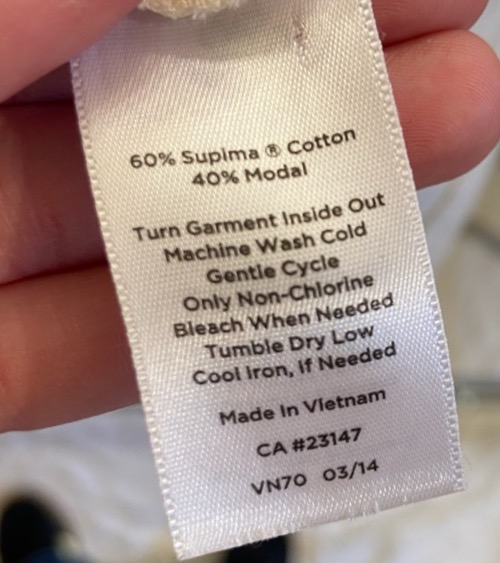 60% Supima ® Cotton
40% Modal
Turn Garment Inside Out
Machine Wash Cold
Gentle Cycle
Only Non-Chlorine
Bleach When Needed
Tumble Dry Low
Cool Iron, If Needed
Made In Vietnam
CA #23147
VN70 03/14